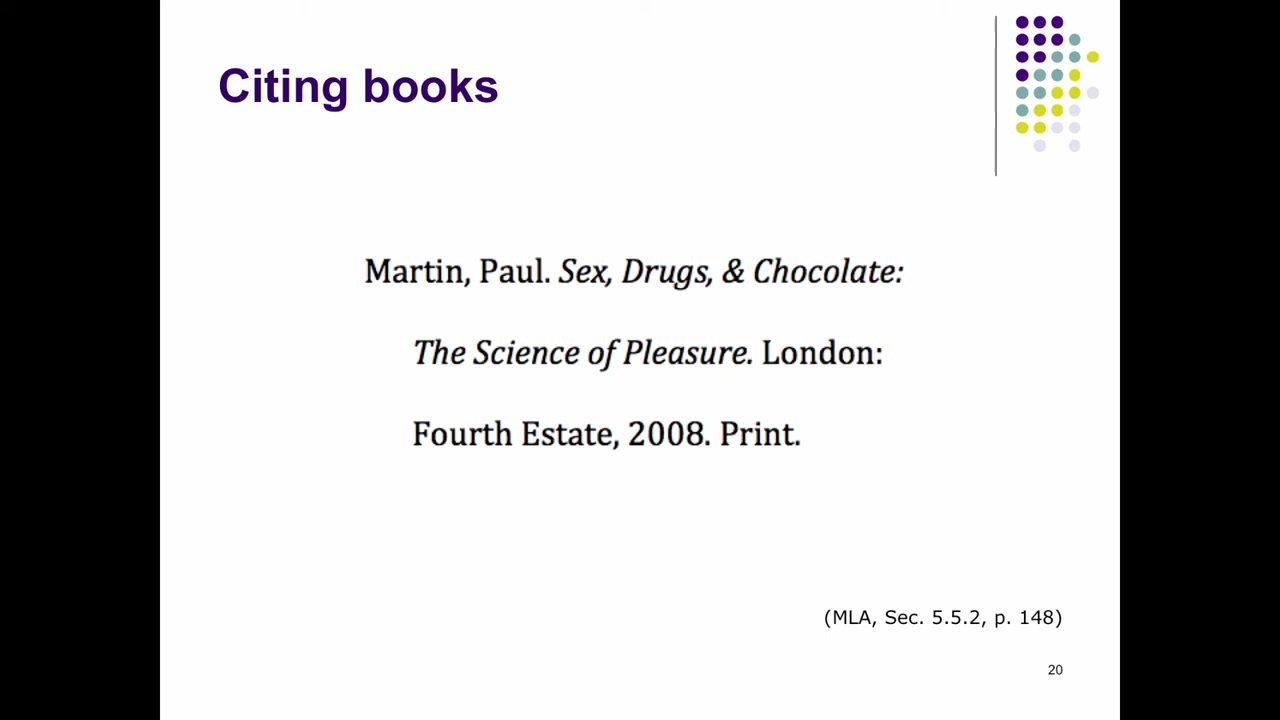 Citing books
Martin, Paul. Sex, Drugs, & Chocolate:
The Science of Pleasure. London:
Fourth Estate, 2008. Print.
(MLA, Sec. 5.5.2, p. 148)
20